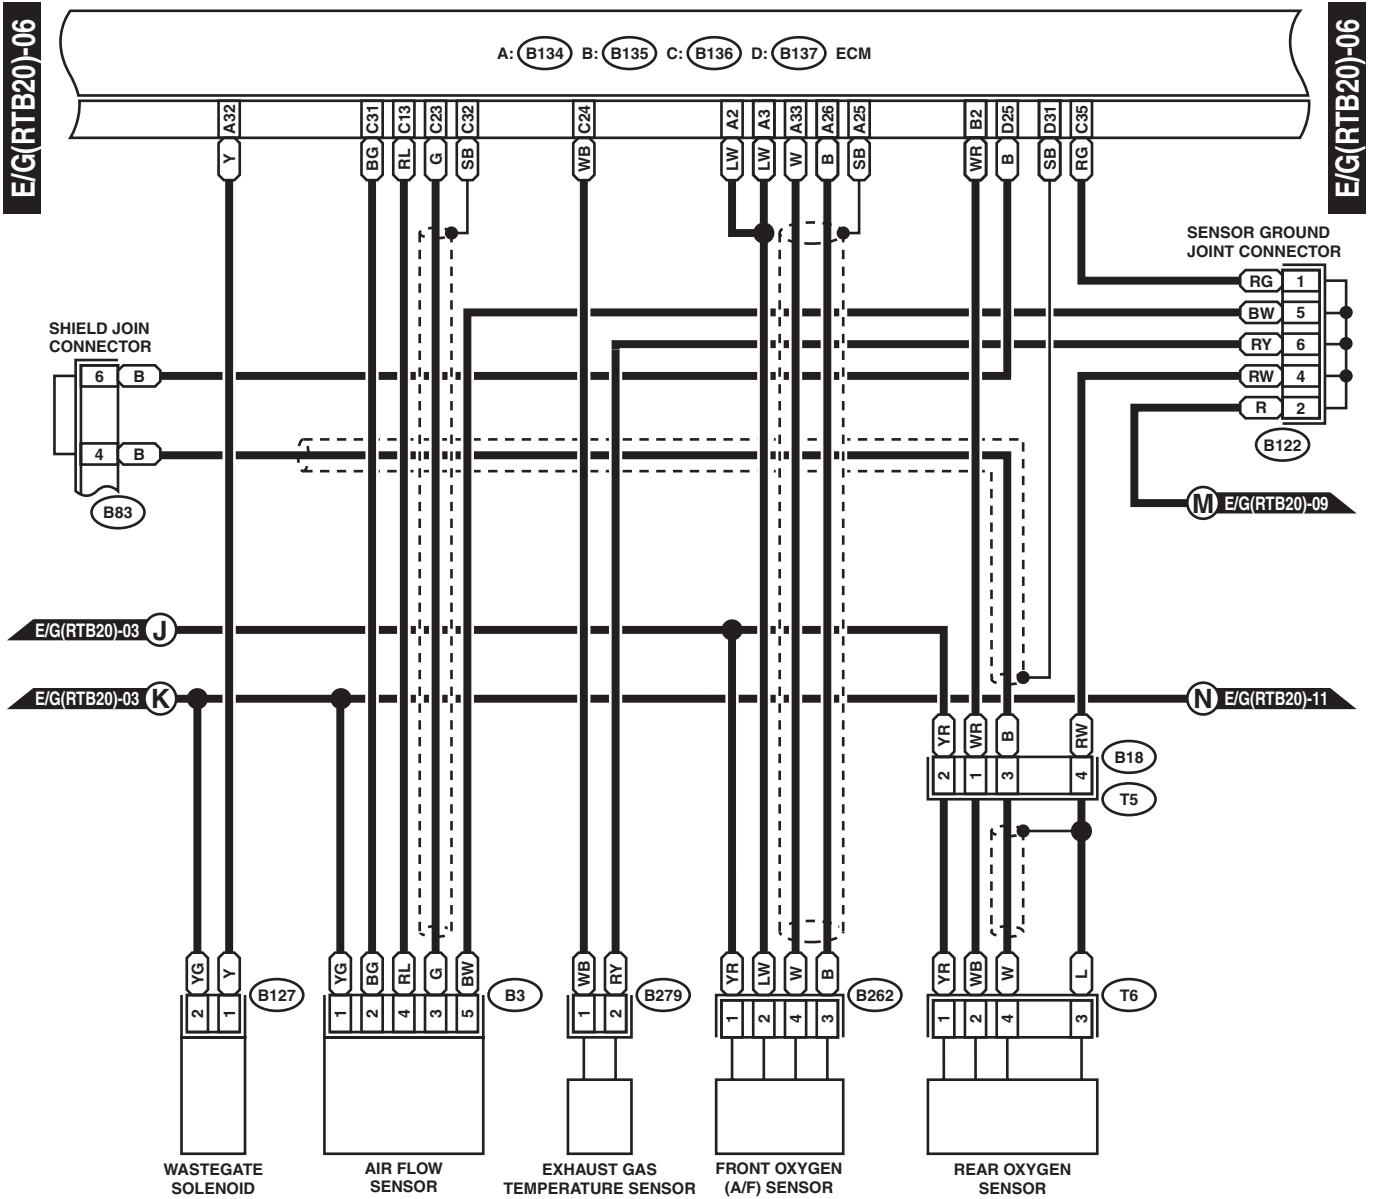 E/G(RTB20)-06
E/G(RTB20)-06
A: B134 B: B135 C: B136 D: B137 ECM
A32 C31 C13 C23 C32 C24 A2 A3 A33 A26 A25 B2 D25 D31 C35
Y BG RL G SB WB LW LW W B SB WR B SB RG
SENSOR GROUND
JOINT CONNECTOR
RG 1
BW 5
RY 6
RW 4
R 2
B122
SHIELD JOIN
CONNECTOR
6 B
4 B
B83
M E/G(RTB20)-09
E/G(RTB20)-03 J
E/G(RTB20)-03 K
N E/G(RTB20)-11
YR WR B RW
B18
2 1 3 4
T5
YG Y YG BG RL G BW WB RY YR LW W B YR WB W L
B127 B3 B279 B262 T6
2 1 1 2 4 3 5 1 2 1 2 4 3 1 2 4 3
WASTEGATE
SOLENOID
AIR FLOW
SENSOR
EXHAUST GAS
TEMPERATURE SENSOR
FRONT OXYGEN
(A/F) SENSOR
REAR OXYGEN
SENSOR